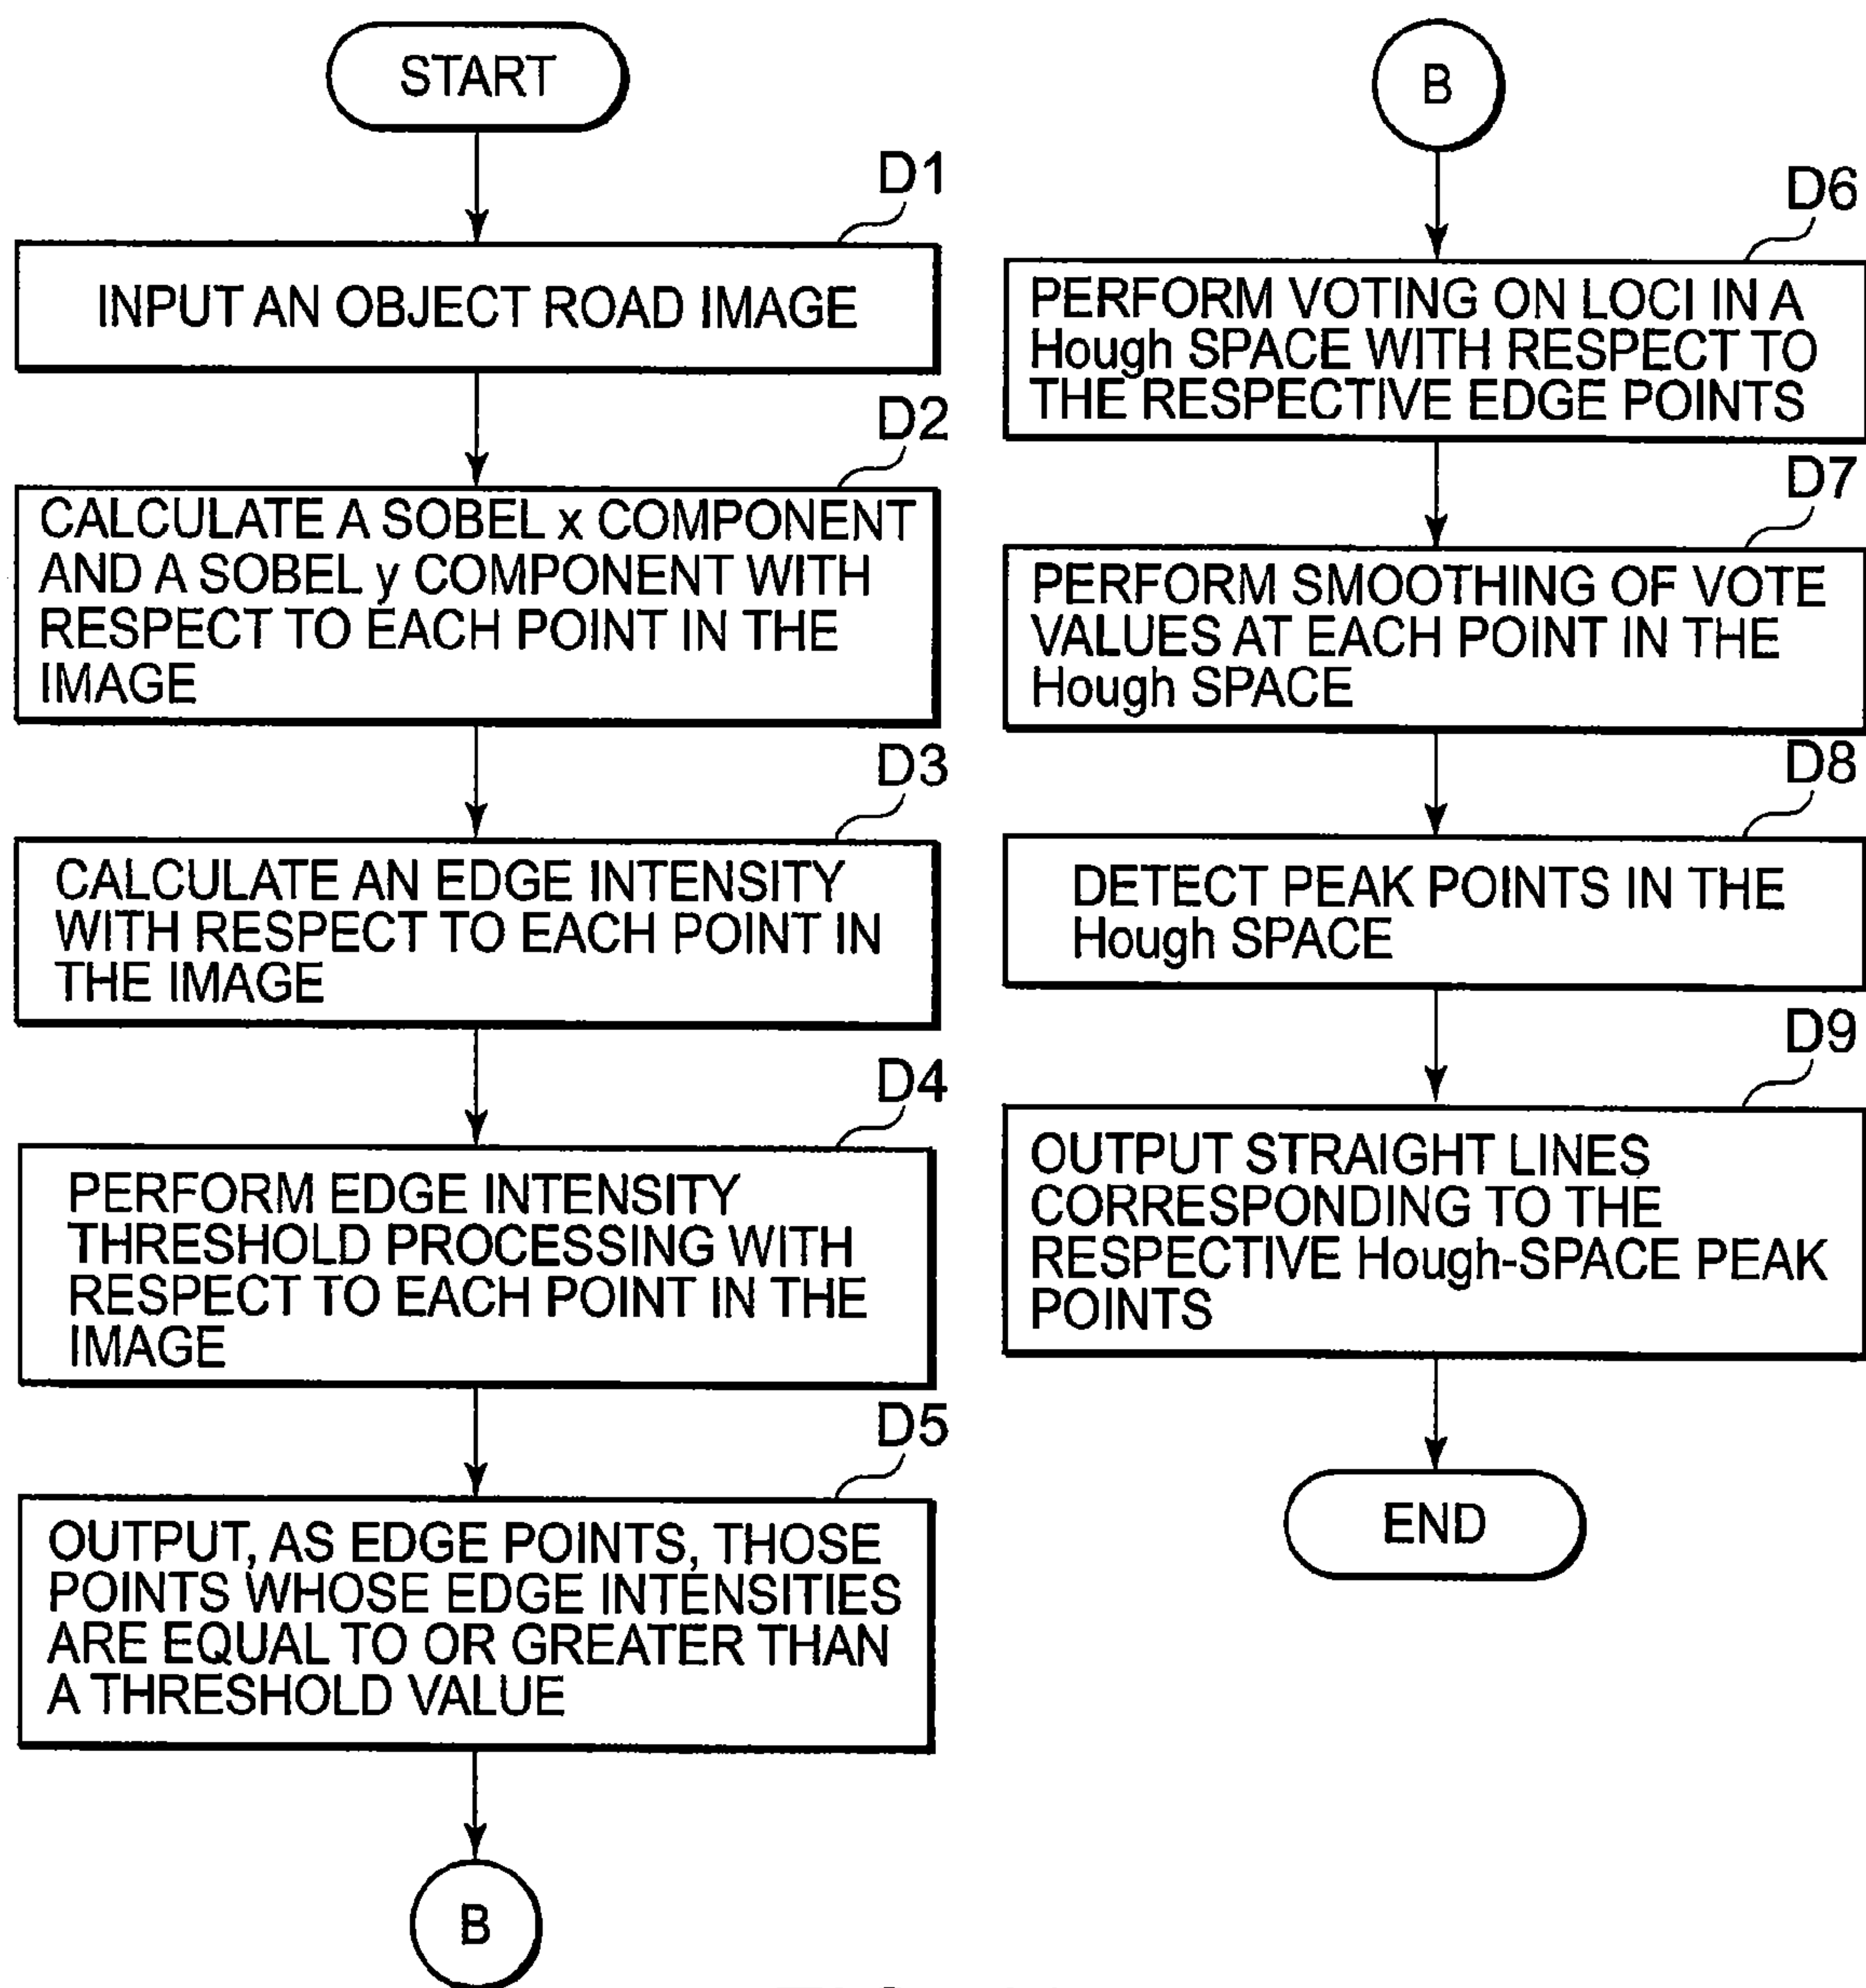 START
D1
INPUT AN OBJECT ROAD IMAGE
D2
CALCULATE A SOBEL x COMPONENT
AND A SOBEL y COMPONENT WITH
RESPECT TO EACH POINT IN THE
IMAGE
D3
CALCULATE AN EDGE INTENSITY
WITH RESPECT TO EACH POINT IN
THE IMAGE
D4
PERFORM EDGE INTENSITY
THRESHOLD PROCESSING WITH
RESPECT TO EACH POINT IN THE
IMAGE
D5
OUTPUT, AS EDGE POINTS, THOSE
POINTS WHOSE EDGE INTENSITIES
ARE EQUAL TO OR GREATER THAN
A THRESHOLD VALUE
B
B
D6
PERFORM VOTING ON LOCI IN A
Hough SPACE WITH RESPECT TO
THE RESPECTIVE EDGE POINTS
D7
PERFORM SMOOTHING OF VOTE
VALUES AT EACH POINT IN THE
Hough SPACE
D8
DETECT PEAK POINTS IN THE
Hough SPACE
D9
OUTPUT STRAIGHT LINES
CORRESPONDING TO THE
RESPECTIVE Hough-SPACE PEAK
POINTS
END